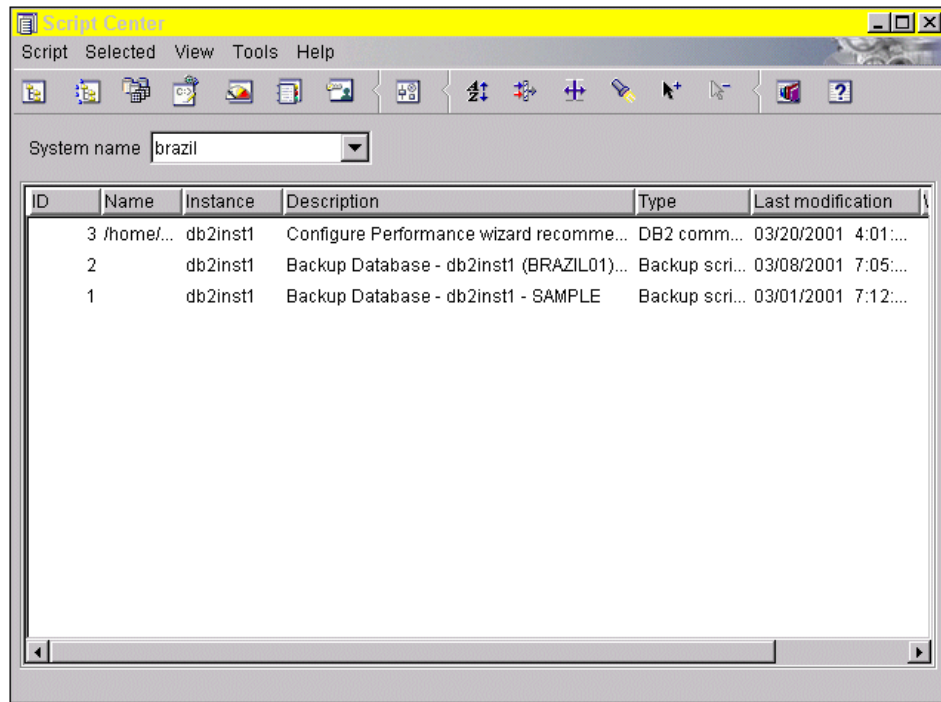 Script Center
Script Selected View Tools Help
System name brazil
ID Name Instance Description Type Last modification
3 /home/... db2inst1 Configure Performance wizard recomme... DB2 comm... 03/20/2001 4:01:...
2 db2inst1 Backup Database - db2inst1 (BRAZIL01)... Backup scri... 03/08/2001 7:05:...
1 db2inst1 Backup Database - db2inst1 - SAMPLE Backup scri... 03/01/2001 7:12:...